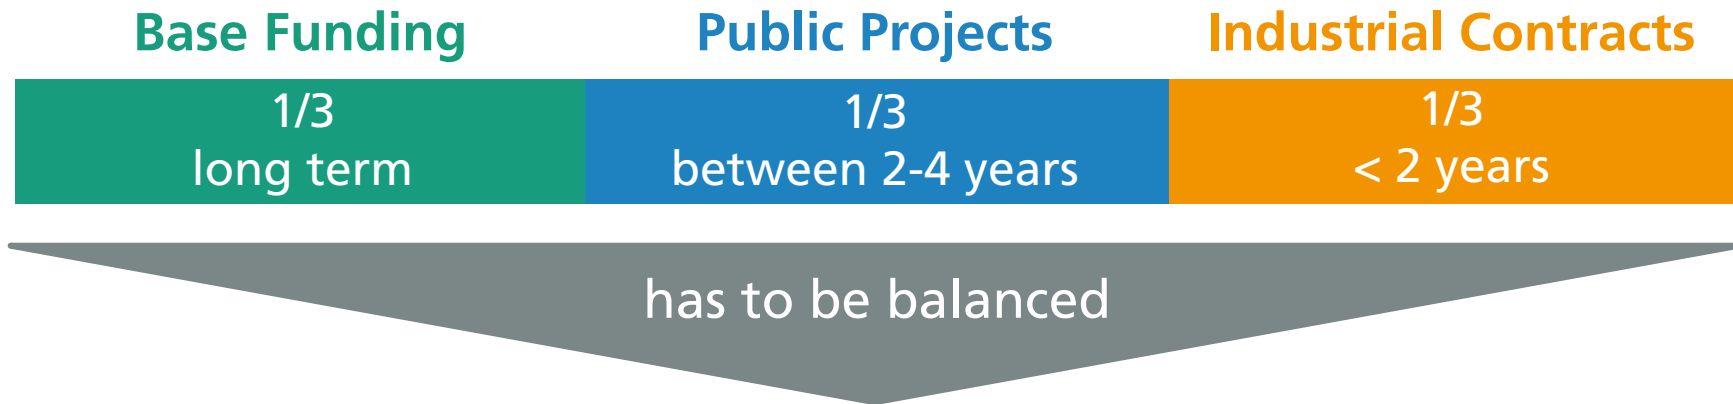 Base Funding
Public Projects
Industrial Contracts
1/3
long term
1/3
between 2-4 years
1/3
< 2 years
has to be balanced